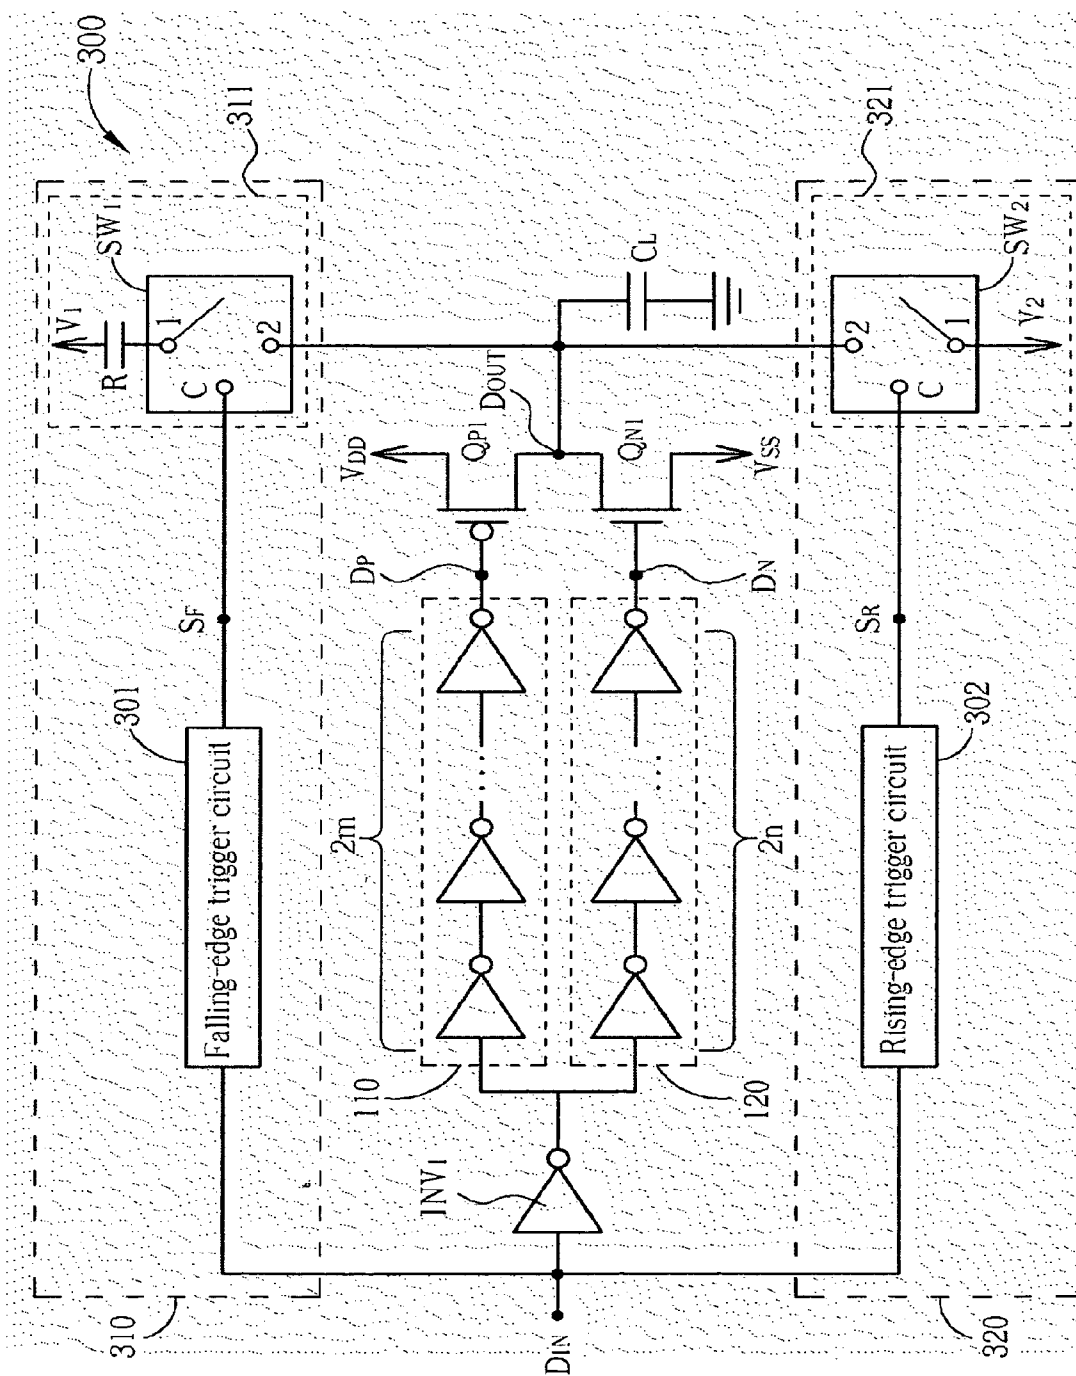 300
311
SW1
V1
R
1
2
C
SF
301
Falling-edge trigger circuit
310
VDD
QP1
DP
2m
110
DOUT
CL
INV1
DIN
QN1
VSS
DN
2n
120
321
SW2
2
1
C
V2
SR
302
Rising-edge trigger circuit
320